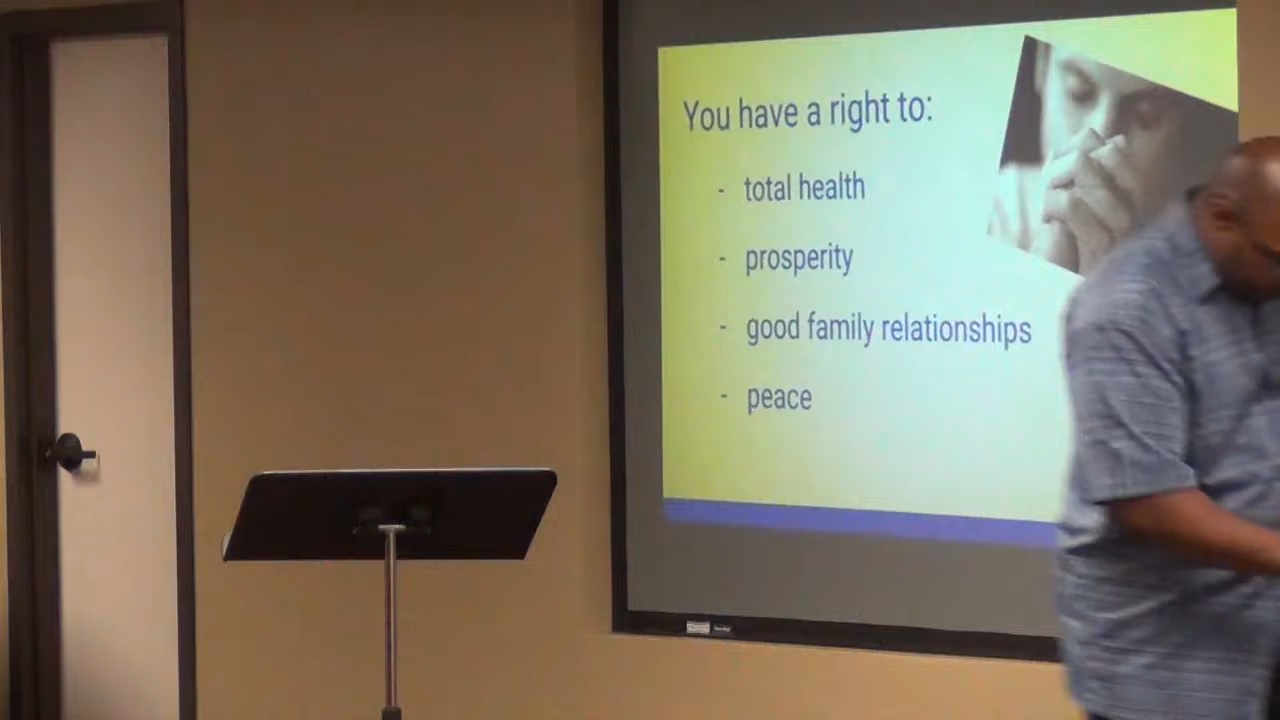 You have a right to:
- total health
- prosperity
- good family relationships
- peace